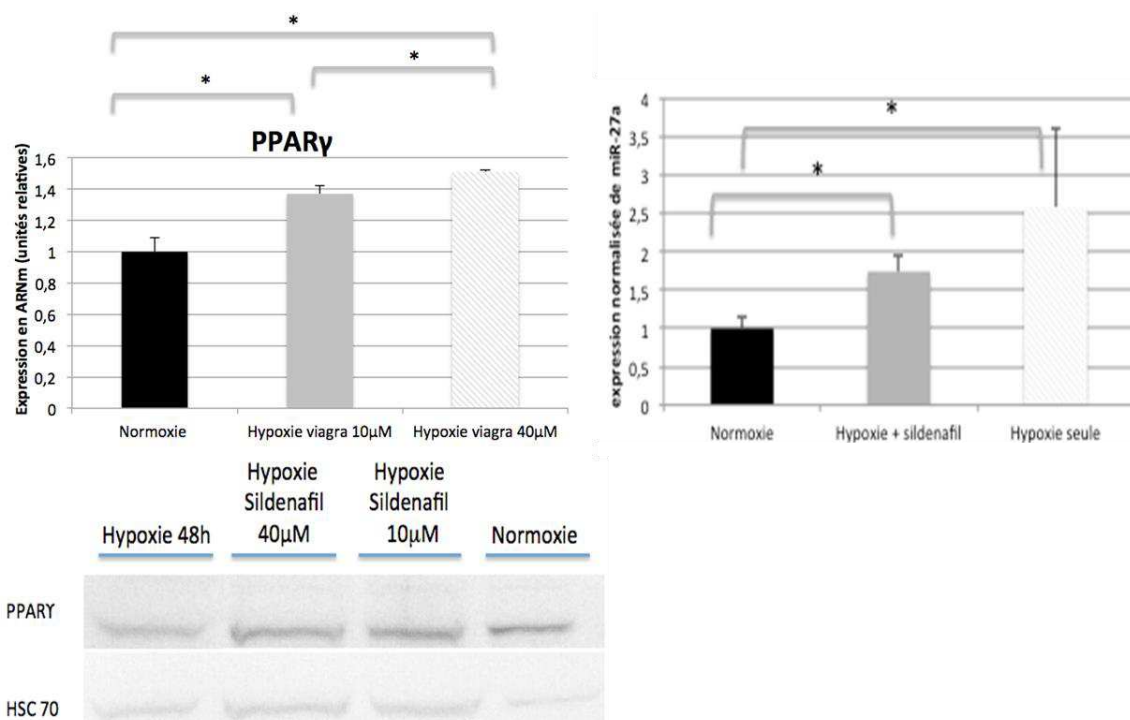 *
*
*
PPARγ
Expression en ARNm (unités relatives)
1,6
1,4
1,2
1
0,8
0,6
0,4
0,2
0
Normoxie
Hypoxie viagra 10µM
Hypoxie viagra 40µM
expression normalisée de miR-27a
4
3,5
3
2,5
2
1,5
1
0,5
0
*
*
Normoxie
Hypoxie + sildenafil
Hypoxie seule
Hypoxie 48h
Hypoxie
Sildenafil
40µM
Hypoxie
Sildenafil
10µM
Normoxie
PPARY
HSC 70